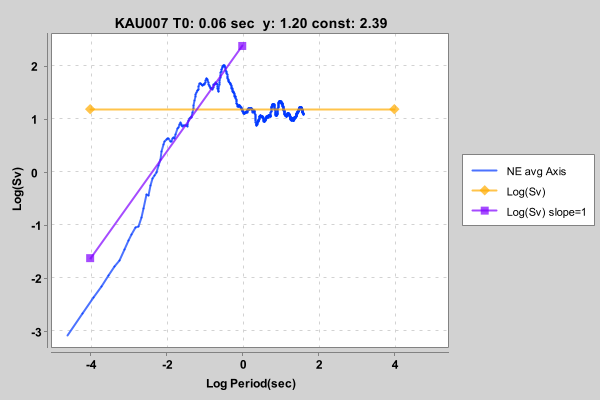 KAU007 T0: 0.06 sec y: 1.20 const: 2.39
Log(Sv)
2
1
0
-1
-2
-3
-4
-2
0
2
4
Log Period(sec)
NE avg Axis
Log(Sv)
Log(Sv) slope=1